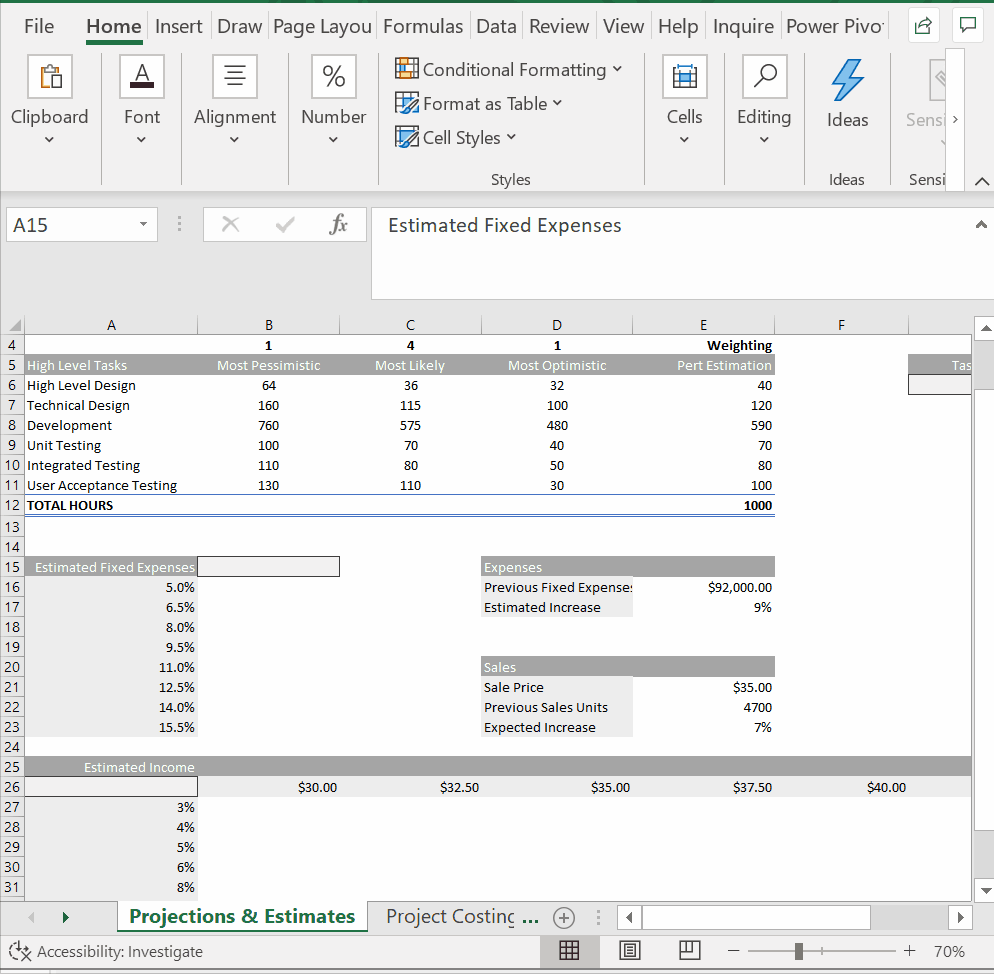 File Home Insert Draw Page Layou Formulas Data Review View Help Inquire Power Pivo
Clipboard Font Alignment % Number Conditional Formatting Format as Table Cell Styles Styles Cells Editing Ideas Ideas Sensi Sensi
A15 fx Estimated Fixed Expenses
A B C D E F
4 1 4 1 Weighting
5 High Level Tasks Most Pessimistic Most Likely Most Optimistic Pert Estimation Tas
6 High Level Design 64 36 32 40
7 Technical Design 160 115 100 120
8 Development 760 575 480 590
9 Unit Testing 100 70 40 70
10 Integrated Testing 110 80 50 80
11 User Acceptance Testing 130 110 30 100
12 TOTAL HOURS 1000
13
14
15 Estimated Fixed Expenses Expenses
16 5.0% Previous Fixed Expenses $92,000.00
17 6.5% Estimated Increase 9%
18 8.0%
19 9.5%
20 11.0% Sales
21 12.5% Sale Price $35.00
22 14.0% Previous Sales Units 4700
23 15.5% Expected Increase 7%
24
25 Estimated Income
26 $30.00 $32.50 $35.00 $37.50 $40.00
27 3%
28 4%
29 5%
30 6%
31 8%
Projections & Estimates Project Costing ...
Accessibility: Investigate 70%